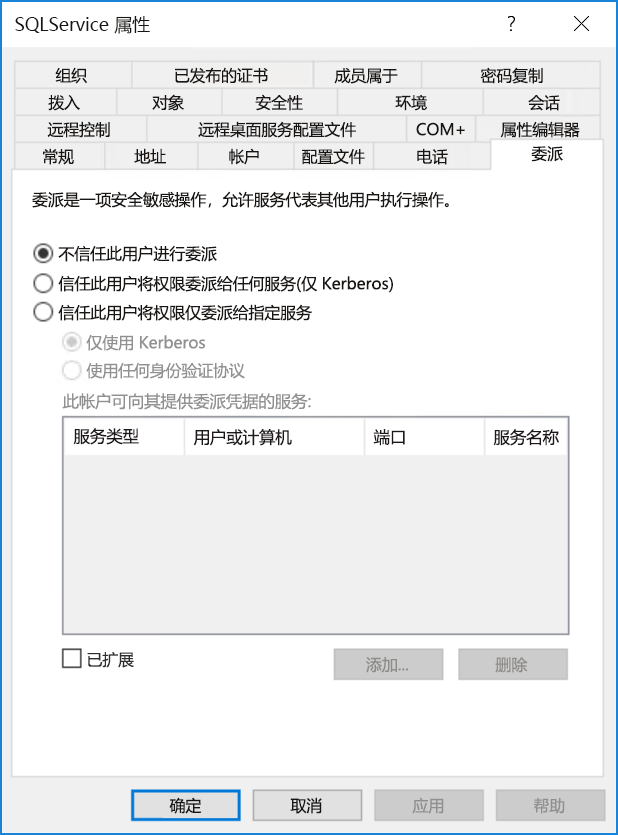 SQLService 属性
?
组织 已发布的证书 成员属于 密码复制
拨入 对象 安全性 环境 会话
远程控制 远程桌面服务配置文件 COM+ 属性编辑器
常规 地址 帐户 配置文件 电话 委派
委派是一项安全敏感操作，允许服务代表其他用户执行操作。
不信任此用户进行委派
信任此用户将权限委派给任何服务(仅 Kerberos)
信任此用户将权限仅委派给指定服务
仅使用 Kerberos
使用任何身份验证协议
此帐户可向其提供委派凭据的服务:
服务类型 用户或计算机 端口 服务名称
已扩展 添加... 删除
确定 取消 应用 帮助